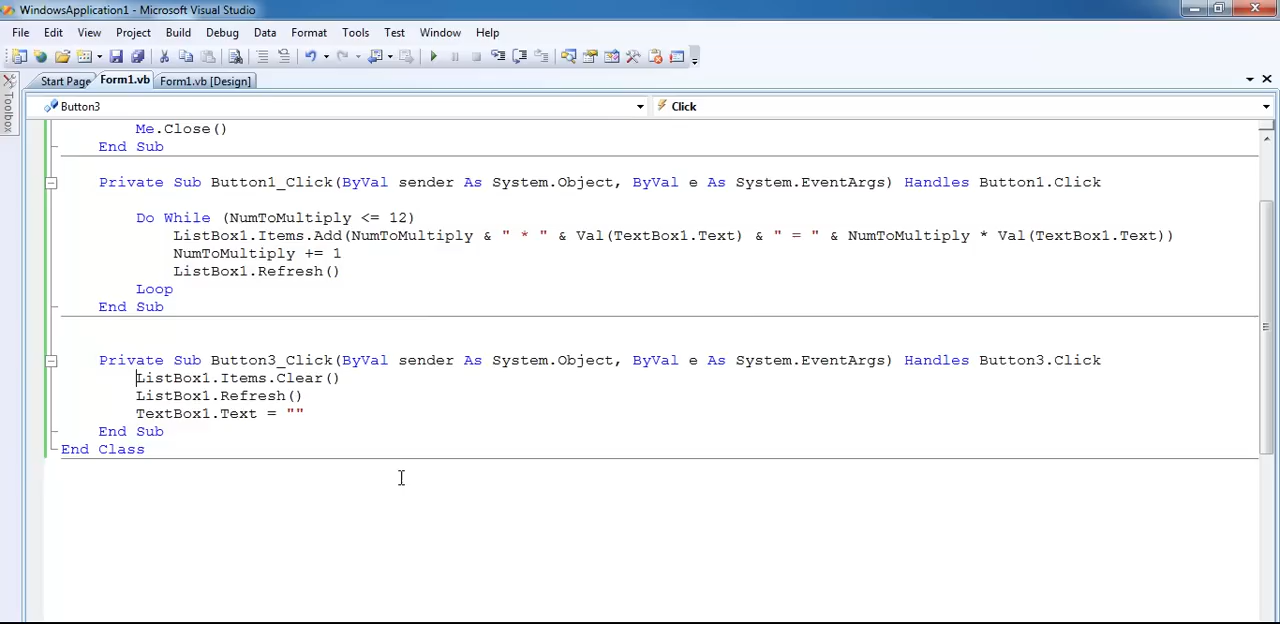 WindowsApplication1 - Microsoft Visual Studio
File Edit View Project Build Debug Data Format Tools Test Window Help
Start Page Form1.vb Form1.vb [Design]
Toolbox
Button3 Click
Me.Close()
End Sub
Private Sub Button1_Click(ByVal sender As System.Object, ByVal e As System.EventArgs) Handles Button1.Click
Do While (NumToMultiply <= 12)
ListBox1.Items.Add(NumToMultiply & " * " & Val(TextBox1.Text) & " = " & NumToMultiply * Val(TextBox1.Text))
NumToMultiply += 1
ListBox1.Refresh()
Loop
End Sub
Private Sub Button3_Click(ByVal sender As System.Object, ByVal e As System.EventArgs) Handles Button3.Click
ListBox1.Items.Clear()
ListBox1.Refresh()
TextBox1.Text = ""
End Sub
End Class